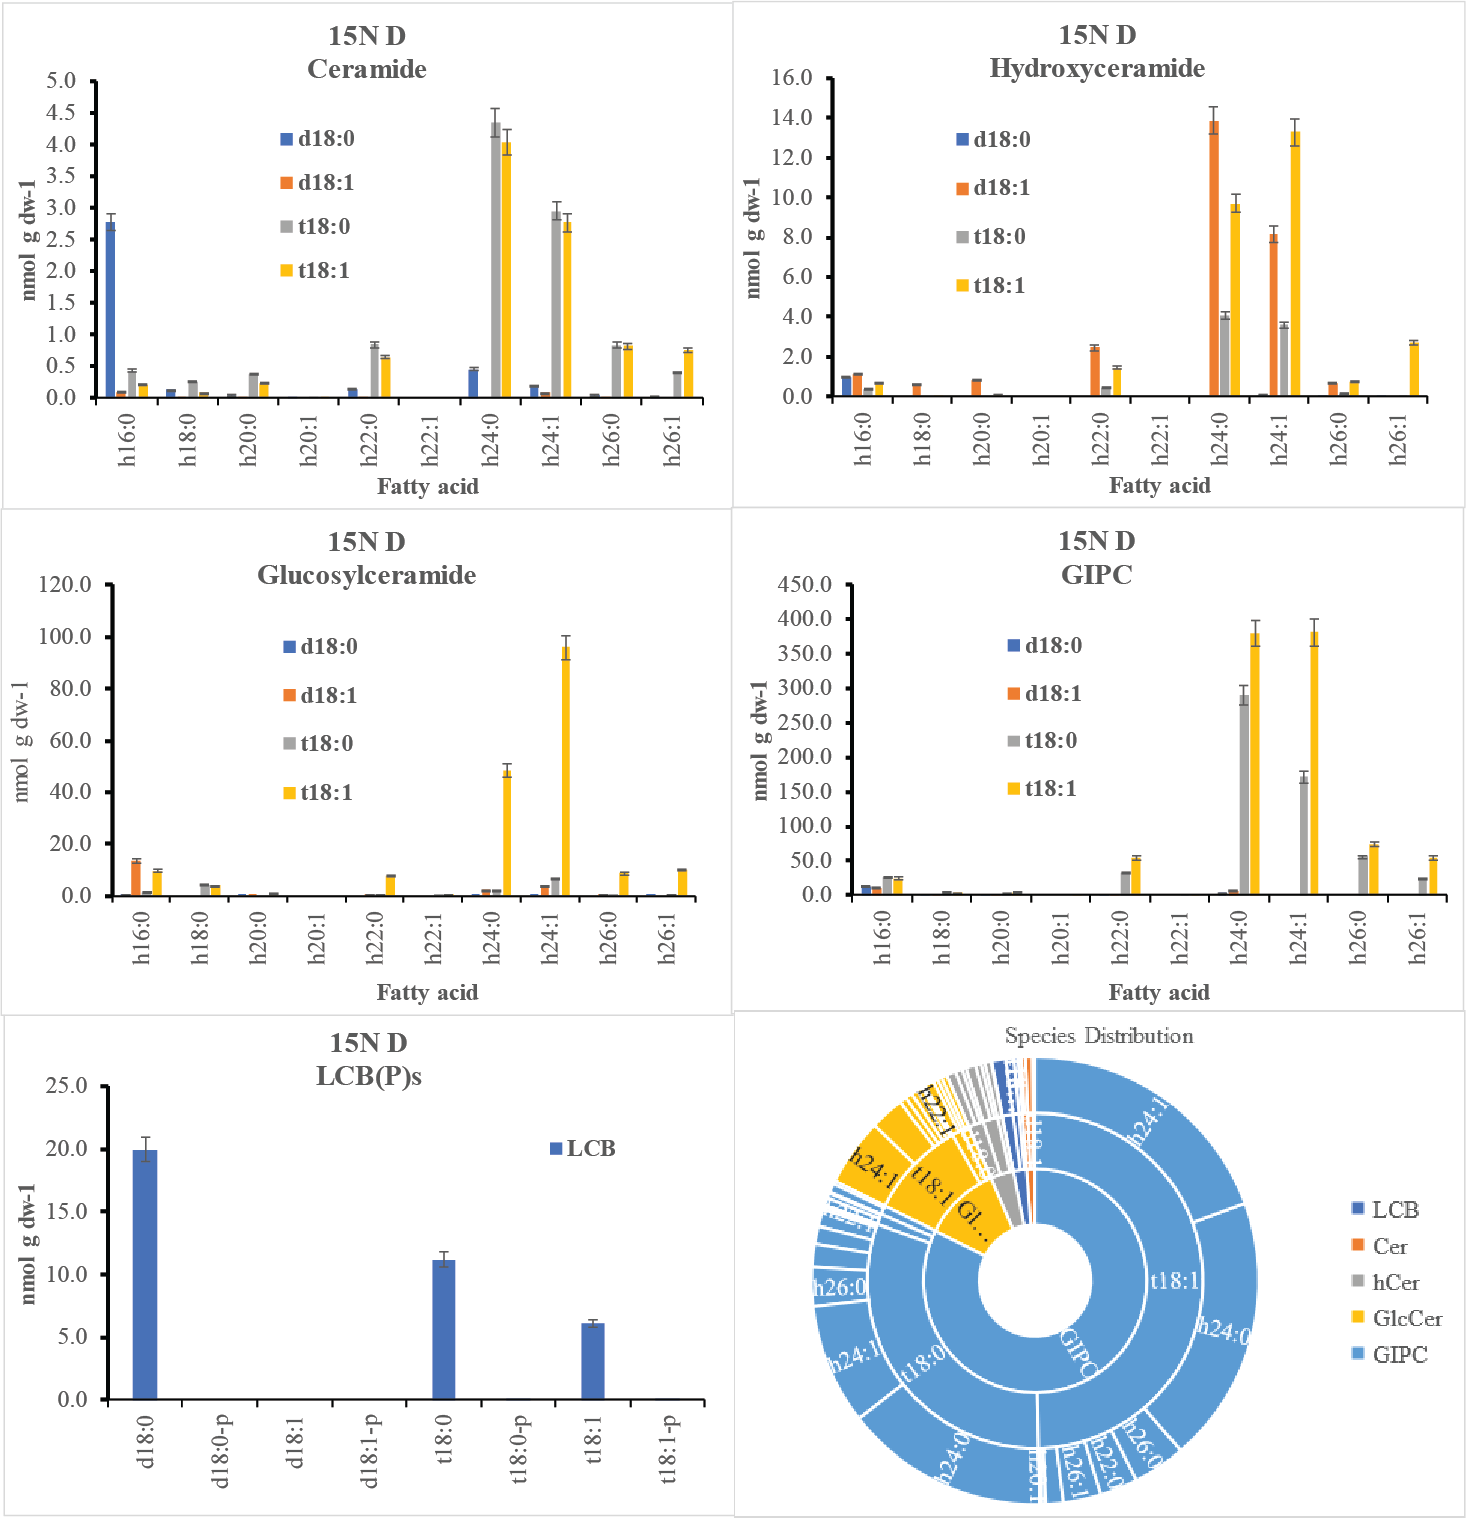 15N D
Ceramide
5.0
4.5
4.0
3.5
3.0
2.5
2.0
1.5
1.0
0.5
0.0
nmol g dw-1
d18:0
d18:1
t18:0
t18:1
h16:0
h18:0
h20:0
h20:1
h22:0
h22:1
h24:0
h24:1
h26:0
h26:1
Fatty acid
15N D
Hydroxyceramide
16.0
14.0
12.0
10.0
8.0
6.0
4.0
2.0
0.0
nmol g dw-1
d18:0
d18:1
t18:0
t18:1
h16:0
h18:0
h20:0
h20:1
h22:0
h22:1
h24:0
h24:1
h26:0
h26:1
Fatty acid
15N D
Glucosylceramide
120.0
100.0
80.0
60.0
40.0
20.0
0.0
nmol g dw-1
d18:0
d18:1
t18:0
t18:1
h16:0
h18:0
h20:0
h20:1
h22:0
h22:1
h24:0
h24:1
h26:0
h26:1
Fatty acid
15N D
GIPC
450.0
400.0
350.0
300.0
250.0
200.0
150.0
100.0
50.0
0.0
nmol g dw-1
d18:0
d18:1
t18:0
t18:1
h16:0
h18:0
h20:0
h20:1
h22:0
h22:1
h24:0
h24:1
h26:0
h26:1
Fatty acid
15N D
LCB(P)s
25.0
20.0
15.0
10.0
5.0
0.0
nmol g dw-1
LCB
d18:0
d18:0-p
d18:1
d18:1-p
t18:0
t18:0-p
t18:1
t18:1-p
Species Distribution
h24:1
h24:0
h26:0
h22:0
h26:1
h24:0
h24:1
h26:0
h24:1
h22:1
t18:1
t18:0
t18:1
GIPC
Gl...
LCB
Cer
hCer
GlcCer
GIPC